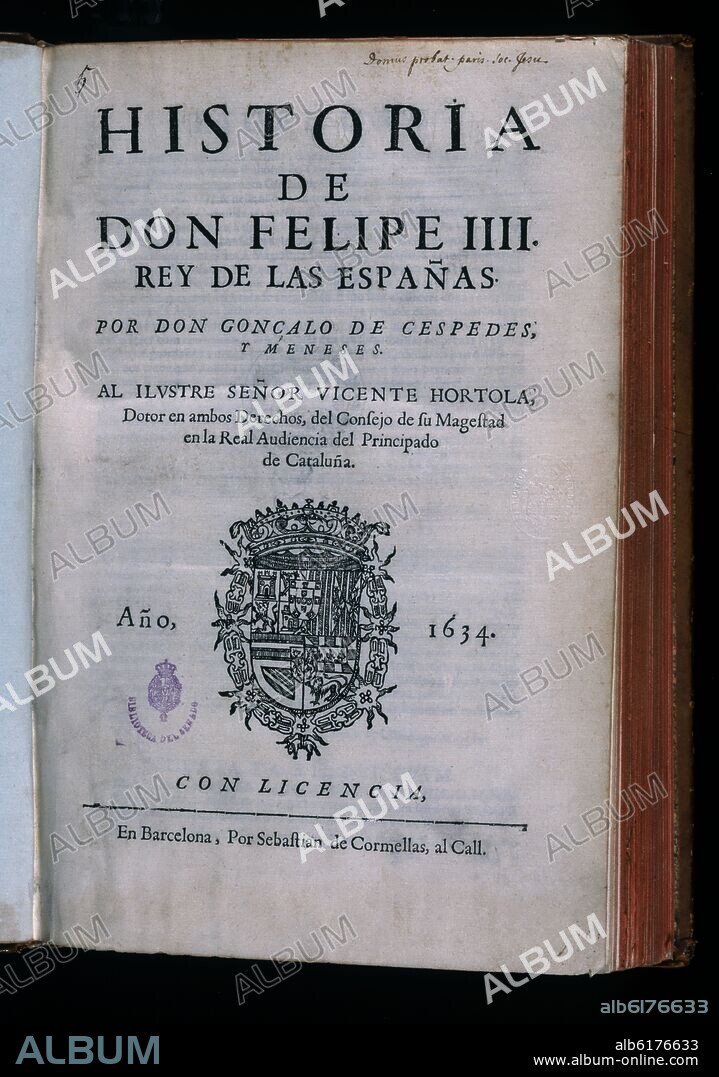 Domus probat. paris. Soc. Jesu.
HISTORIA
DE
DON FELIPE IIII.
REY DE LAS ESPAÑAS.
POR DON GONÇALO DE CESPEDES,
Y MENESES.
AL ILVSTRE SEÑOR VICENTE HORTOLA,
Dotor en ambos Derechos, del Conſejo de ſu Mageſtad
en la Real Audiencia del Principado
de Cataluña.
Año, 1634.
BIBLIOTECA DEL SENADO
CON LICENCIA,
En Barcelona, Por Sebaſtian de Cormellas, al Call.
ALBUM
alb6176633
alb6176633
www.album-online.com